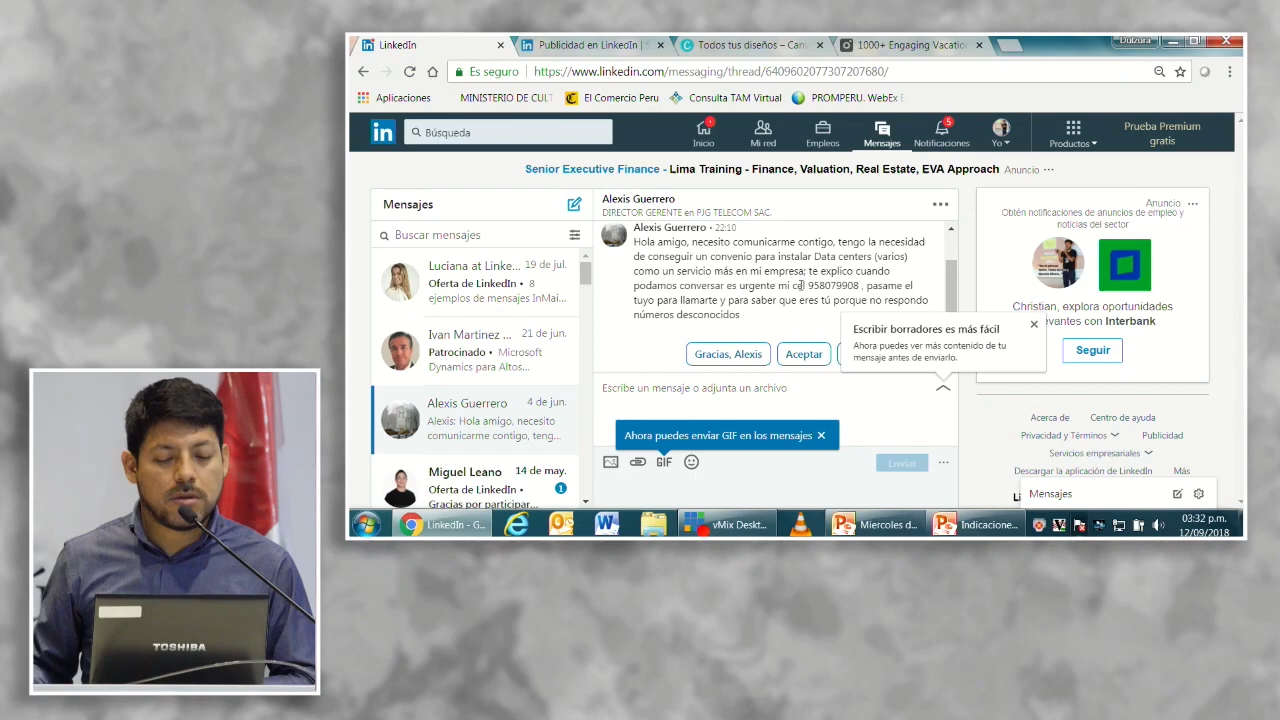 LinkedIn
Publicidad en LinkedIn | S
Todos tus diseños – Can
1000+ Engaging Vacatio
Dulzura
Es seguro
https://www.linkedin.com/messaging/thread/6409602077307207680/
Aplicaciones
MINISTERIO DE CULT
El Comercio Peru
Consulta TAM Virtual
PROMPERU. WebEx E
in
Búsqueda
Inicio
Mi red
Empleos
Mensajes
5
Notificaciones
Yo
Productos
Prueba Premium
gratis
Senior Executive Finance - Lima Training - Finance, Valuation, Real Estate, EVA Approach Anuncio
Mensajes
Buscar mensajes
Luciana at Linke... 19 de jul.
Oferta de LinkedIn • 8
ejemplos de mensajes InMai...
Ivan Martinez ... 21 de jun.
Patrocinado • Microsoft
Dynamics para Altos...
Alexis Guerrero 4 de jun.
Alexis: Hola amigo, necesito
comunicarme contigo, teng...
Miguel Leano 14 de may.
Oferta de LinkedIn • 1
Gracias por participar...
Alexis Guerrero
DIRECTOR GERENTE en PJG TELECOM SAC.
Alexis Guerrero • 22:10
Hola amigo, necesito comunicarme contigo, tengo la necesidad
de conseguir un convenio para instalar Data centers (varios)
como un servicio más en mi empresa; te explico cuando
podamos conversar es urgente mi cel 958079908 , pasame el
tuyo para llamarte y para saber que eres tú porque no respondo
números desconocidos
Gracias, Alexis
Aceptar
Escribir borradores es más fácil
Ahora puedes ver más contenido de tu
mensaje antes de enviarlo.
Escribe un mensaje o adjunta un archivo
Ahora puedes enviar GIF en los mensajes
GIF
Enviar
Anuncio
Obtén notificaciones de anuncios de empleo y
noticias del sector
Christian, explora oportunidades
evantes con Interbank
Seguir
Acerca de
Centro de ayuda
Privacidad y Términos
Publicidad
Servicios empresariales
Descargar la aplicación de LinkedIn
Más
Mensajes
LinkedIn - G...
vMix Deskt...
Miercoles d...
Indicacione...
03:32 p.m.
12/09/2018
TOSHIBA